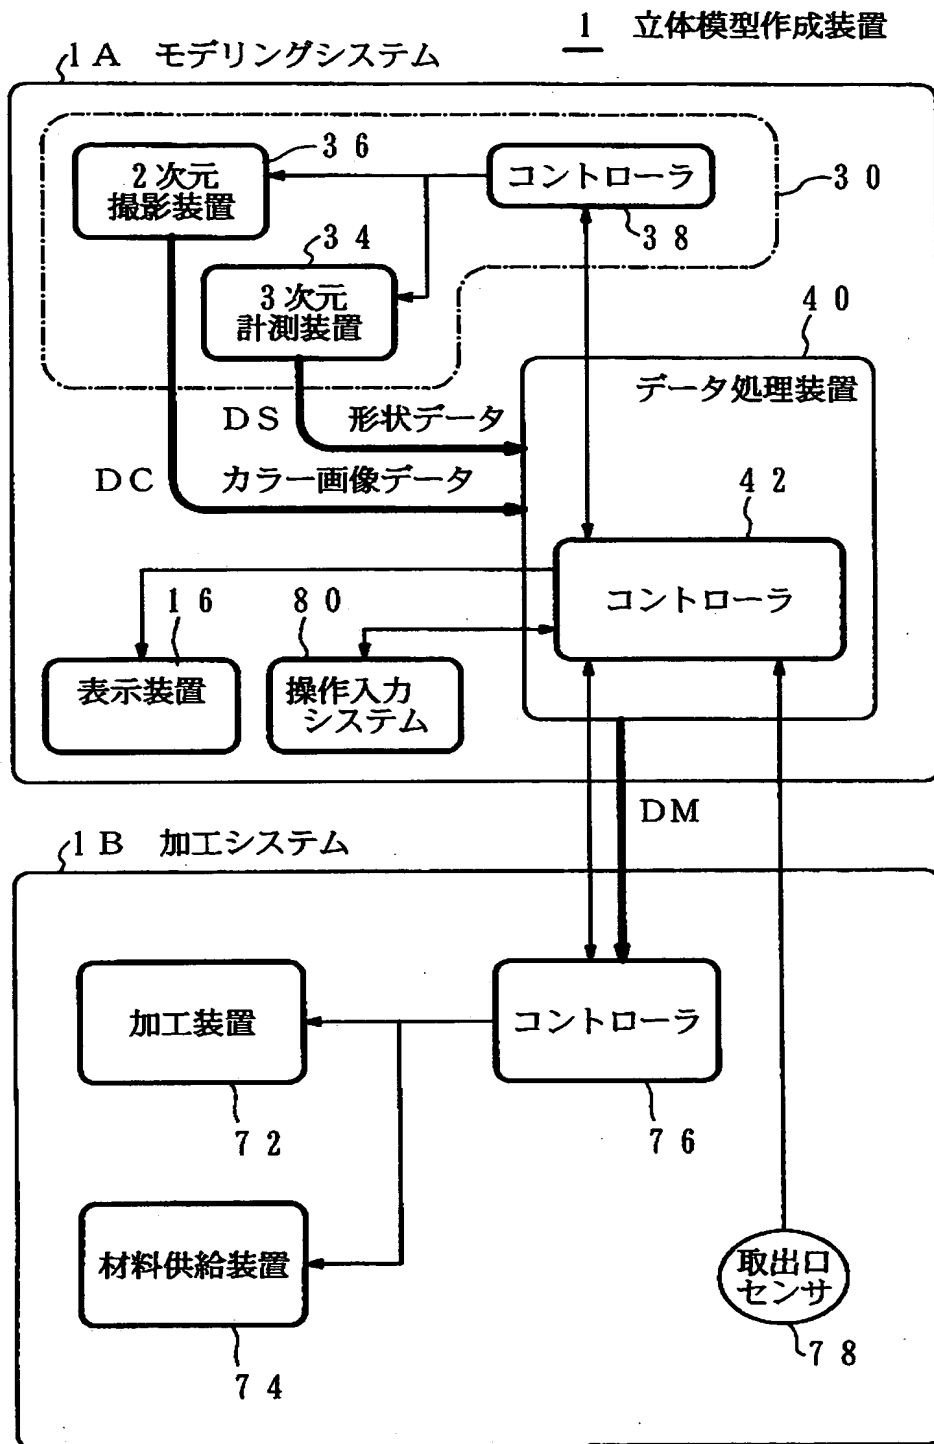 1 立体模型作成装置
1A モデリングシステム
36
2次元
撮影装置
コントローラ
30
38
34
3次元
計測装置
40
データ処理装置
DS 形状データ
DC カラー画像データ
42
コントローラ
16
80
表示装置
操作入力
システム
DM
1B 加工システム
加工装置
コントローラ
72
76
材料供給装置
取出口
センサ
74
78